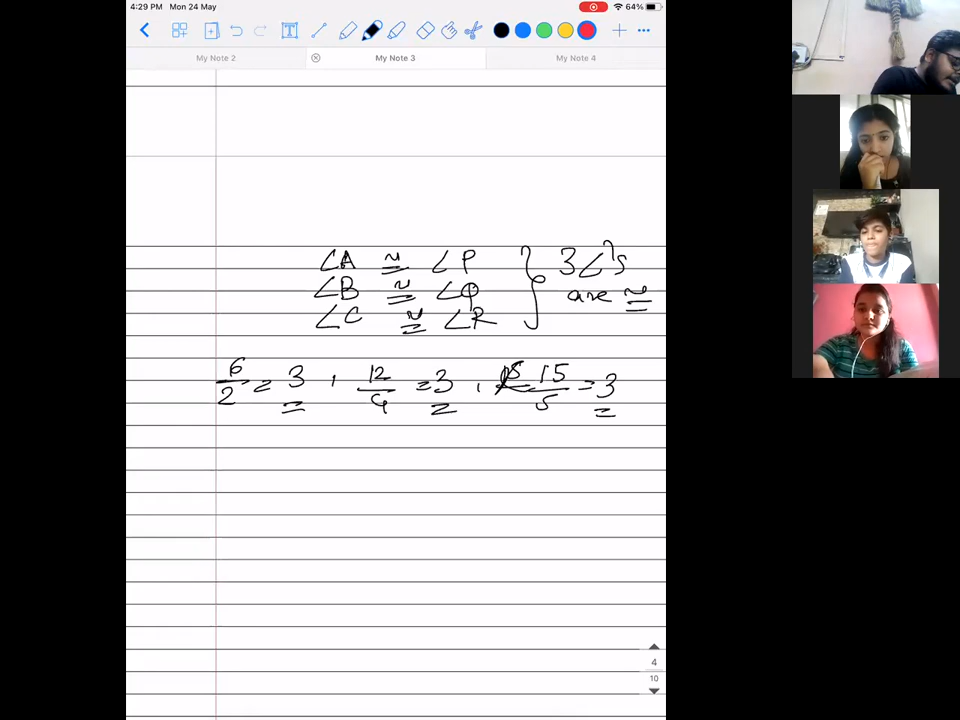 4:29 PM Mon 24 May 64%
My Note 2 My Note 3 My Note 4
∠A ≅ ∠P } 3∠'s
∠B ≅ ∠Q are ≅
∠C ≅ ∠R
6/2 = 3 , 12/4 = 3 , 15/5 = 3
4
10